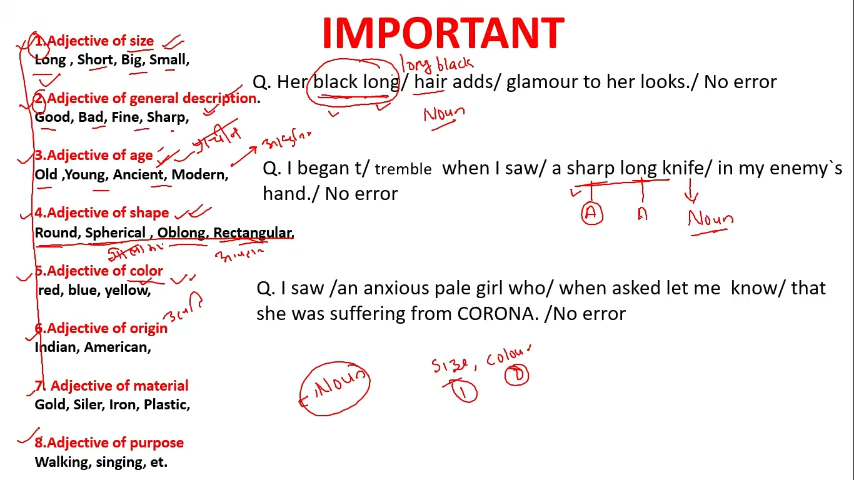 IMPORTANT
1.Adjective of size
Long , Short, Big, Small,
2.Adjective of general description.
Good, Bad, Fine, Sharp,
3.Adjective of age
Old ,Young, Ancient, Modern,
4.Adjective of shape
Round, Spherical , Oblong, Rectangular,
5.Adjective of color
red, blue, yellow,
6.Adjective of origin
Indian, American,
7. Adjective of material
Gold, Siler, Iron, Plastic,
8.Adjective of purpose
Walking, singing, et.
long black
Q. Her black long/ hair adds/ glamour to her looks./ No error
Noun
Q. I began t/ tremble when I saw/ a sharp long knife/ in my enemy`s
hand./ No error
A A Noun
Q. I saw /an anxious pale girl who/ when asked let me know/ that
she was suffering from CORONA. /No error
Noun
size, colour
1